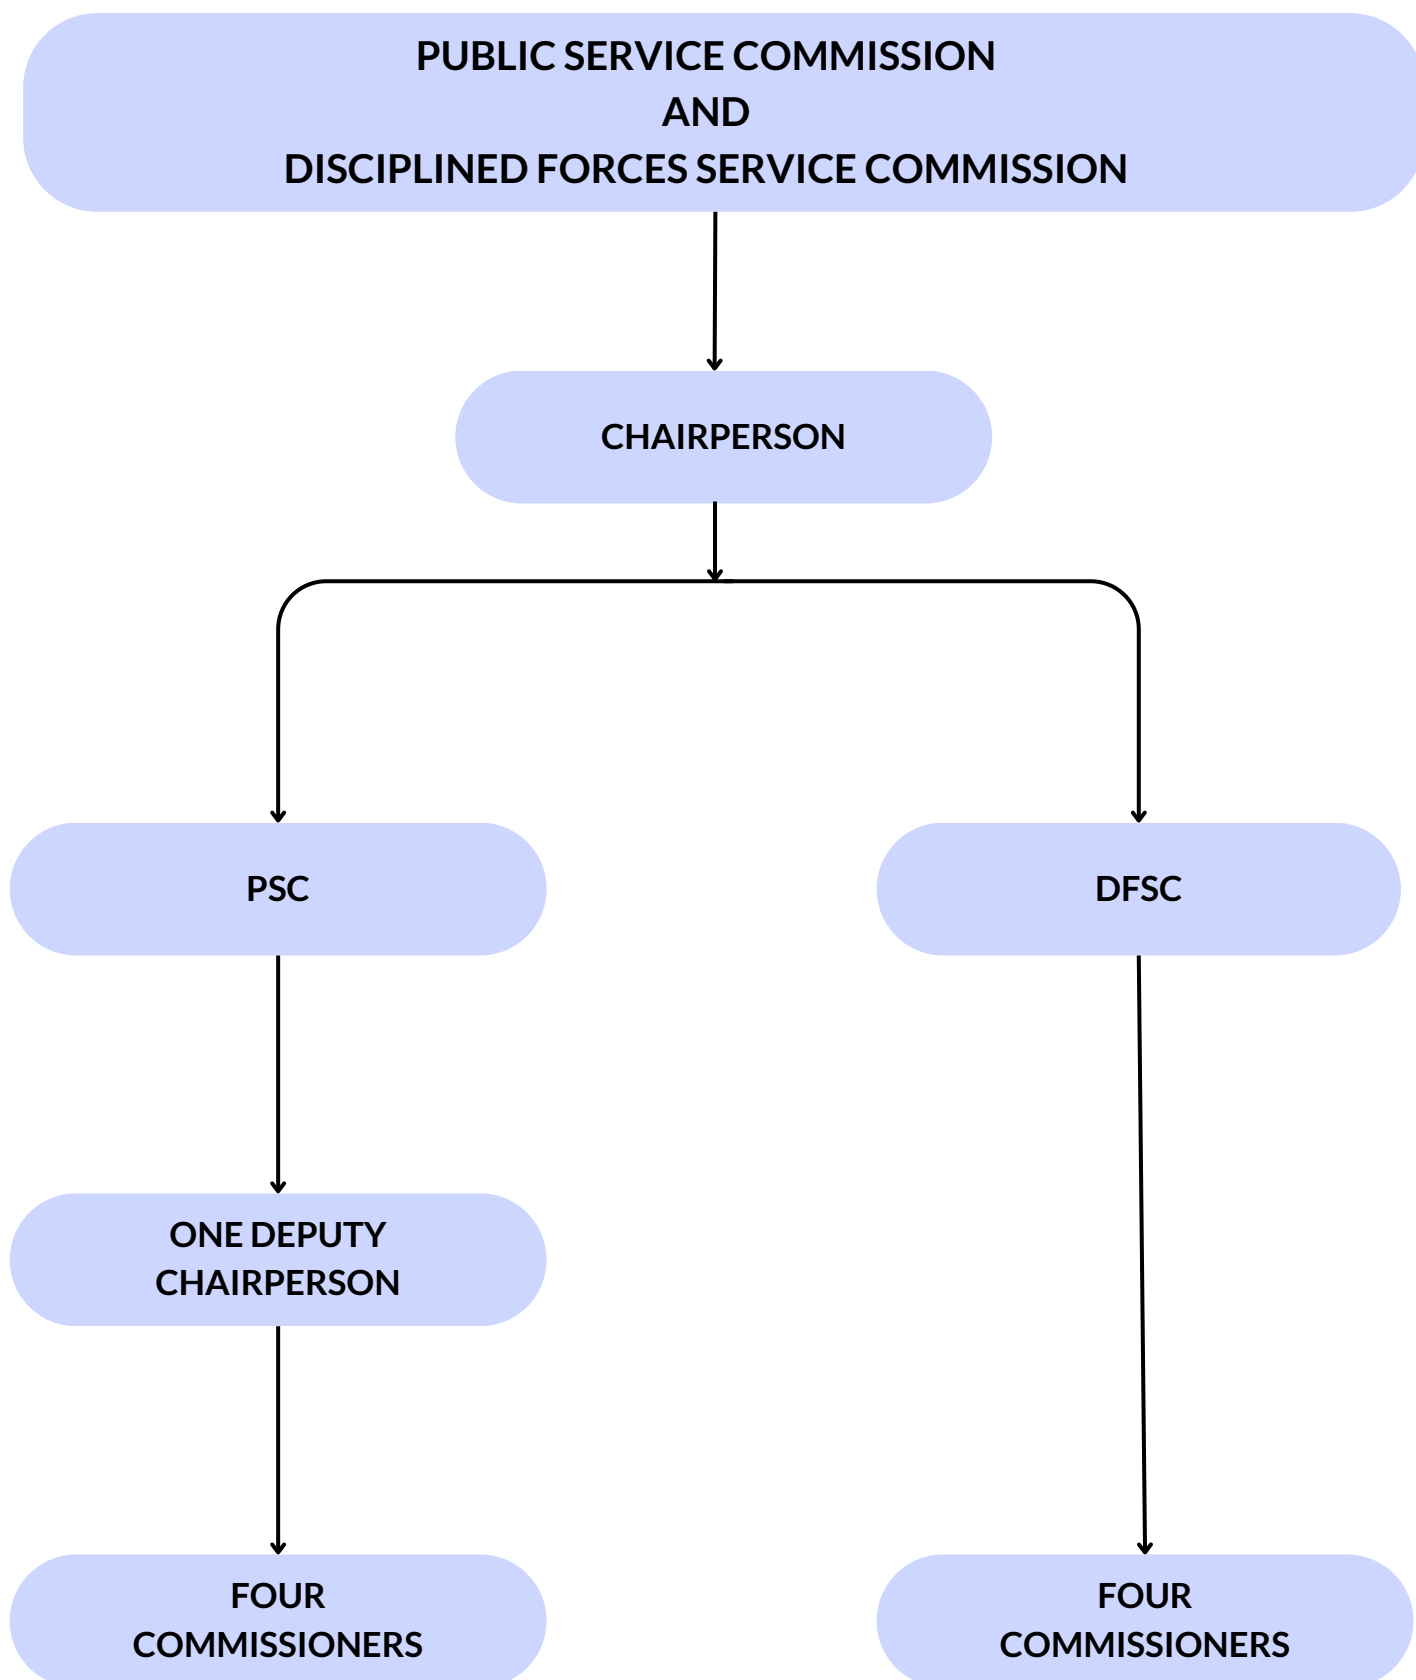 PUBLIC SERVICE COMMISSION
AND
DISCIPLINED FORCES SERVICE COMMISSION
CHAIRPERSON
PSC
DFSC
ONE DEPUTY
CHAIRPERSON
FOUR
COMMISSIONERS
FOUR
COMMISSIONERS